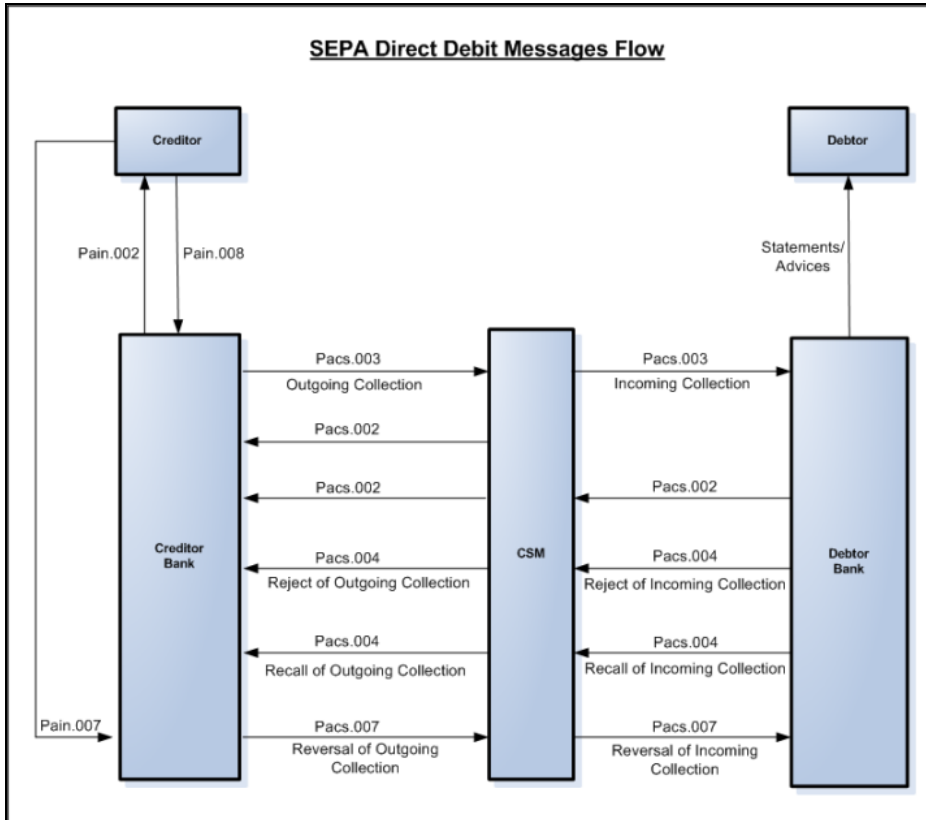 SEPA Direct Debit Messages Flow
Creditor
Debtor
Pain.002
Pain.008
Statements/
Advices
Pacs.003
Outgoing Collection
Pacs.003
Incoming Collection
Pacs.002
Pacs.002
Pacs.002
Creditor
Bank
CSM
Debtor
Bank
Pacs.004
Reject of Outgoing Collection
Pacs.004
Reject of Incoming Collection
Pacs.004
Recall of Outgoing Collection
Pacs.004
Recall of Incoming Collection
Pain.007
Pacs.007
Reversal of Outgoing
Collection
Pacs.007
Reversal of Incoming
Collection